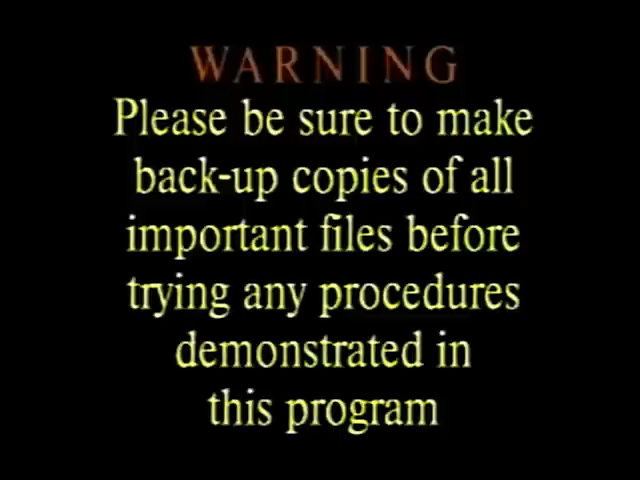 WARNING
Please be sure to make
back-up copies of all
important files before
trying any procedures
demonstrated in
this program